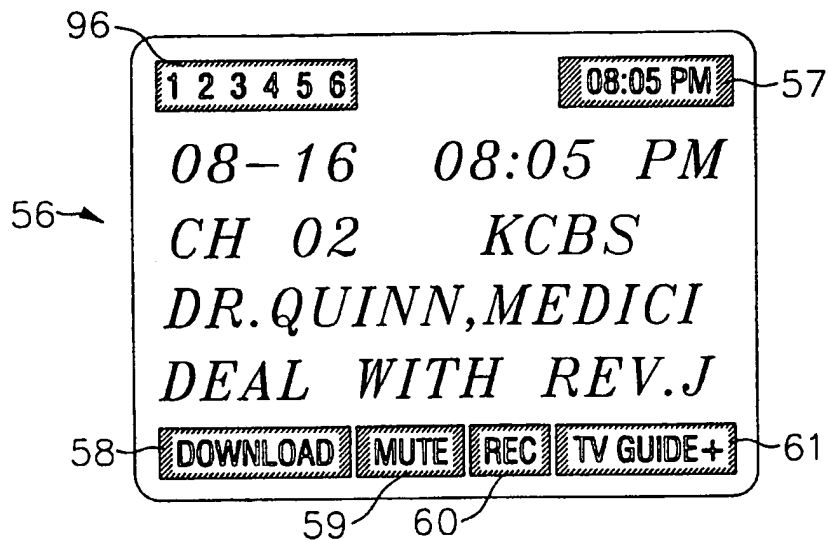 96
1 2 3 4 5 6 08:05 PM 57
08-16 08:05 PM
56 CH 02 KCBS
DR.QUINN,MEDICI
DEAL WITH REV.J
58 DOWNLOAD MUTE REC TV GUIDE+ 61
59 60